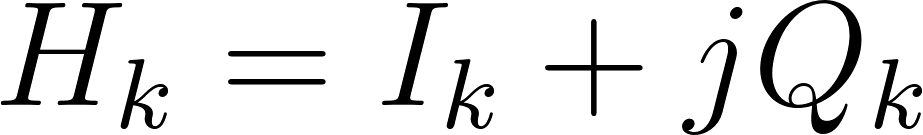 H_k = I_k + jQ_k